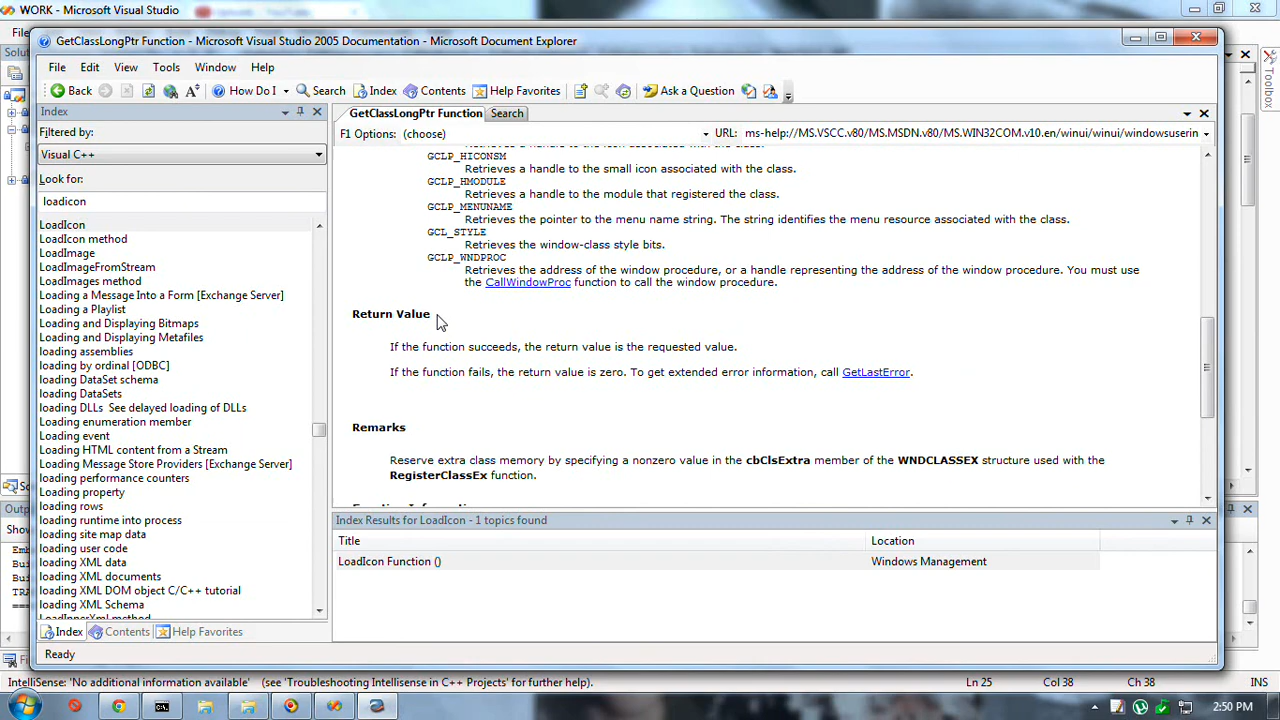 WORK - Microsoft Visual Studio
GetClassLongPtr Function - Microsoft Visual Studio 2005 Documentation - Microsoft Document Explorer
File Edit View Tools Window Help
Back How Do I Search Index Contents Help Favorites Ask a Question
Toolbox
Index
GetClassLongPtr Function Search
Filtered by:
F1 Options: (choose) URL: ms-help://MS.VSCC.v80/MS.MSDN.v80/MS.WIN32COM.v10.en/winui/winui/windowsuserin
Visual C++
Look for:
loadicon
LoadIcon
LoadIcon method
LoadImage
LoadImageFromStream
LoadImages method
Loading a Message Into a Form [Exchange Server]
Loading a Playlist
Loading and Displaying Bitmaps
Loading and Displaying Metafiles
loading assemblies
loading by ordinal [ODBC]
loading DataSet schema
loading DataSets
loading DLLs See delayed loading of DLLs
Loading enumeration member
Loading event
Loading HTML content from a Stream
Loading Message Store Providers [Exchange Server]
loading performance counters
Loading property
loading rows
loading runtime into process
loading site map data
loading user code
loading XML data
loading XML documents
loading XML DOM object C/C++ tutorial
loading XML Schema
LoadInnerXml method
Index Contents Help Favorites
GCLP_HICONSM
Retrieves a handle to the small icon associated with the class.
GCLP_HMODULE
Retrieves a handle to the module that registered the class.
GCLP_MENUNAME
Retrieves the pointer to the menu name string. The string identifies the menu resource associated with the class.
GCL_STYLE
Retrieves the window-class style bits.
GCLP_WNDPROC
Retrieves the address of the window procedure, or a handle representing the address of the window procedure. You must use
the CallWindowProc function to call the window procedure.
Return Value
If the function succeeds, the return value is the requested value.
If the function fails, the return value is zero. To get extended error information, call GetLastError.
Remarks
Reserve extra class memory by specifying a nonzero value in the cbClsExtra member of the WNDCLASSEX structure used with the
RegisterClassEx function.
Index Results for LoadIcon - 1 topics found
Title Location
LoadIcon Function () Windows Management
Ready
IntelliSense: 'No additional information available' (see 'Troubleshooting Intellisense in C++ Projects' for further help). Ln 25 Col 38 Ch 38 INS
2:50 PM